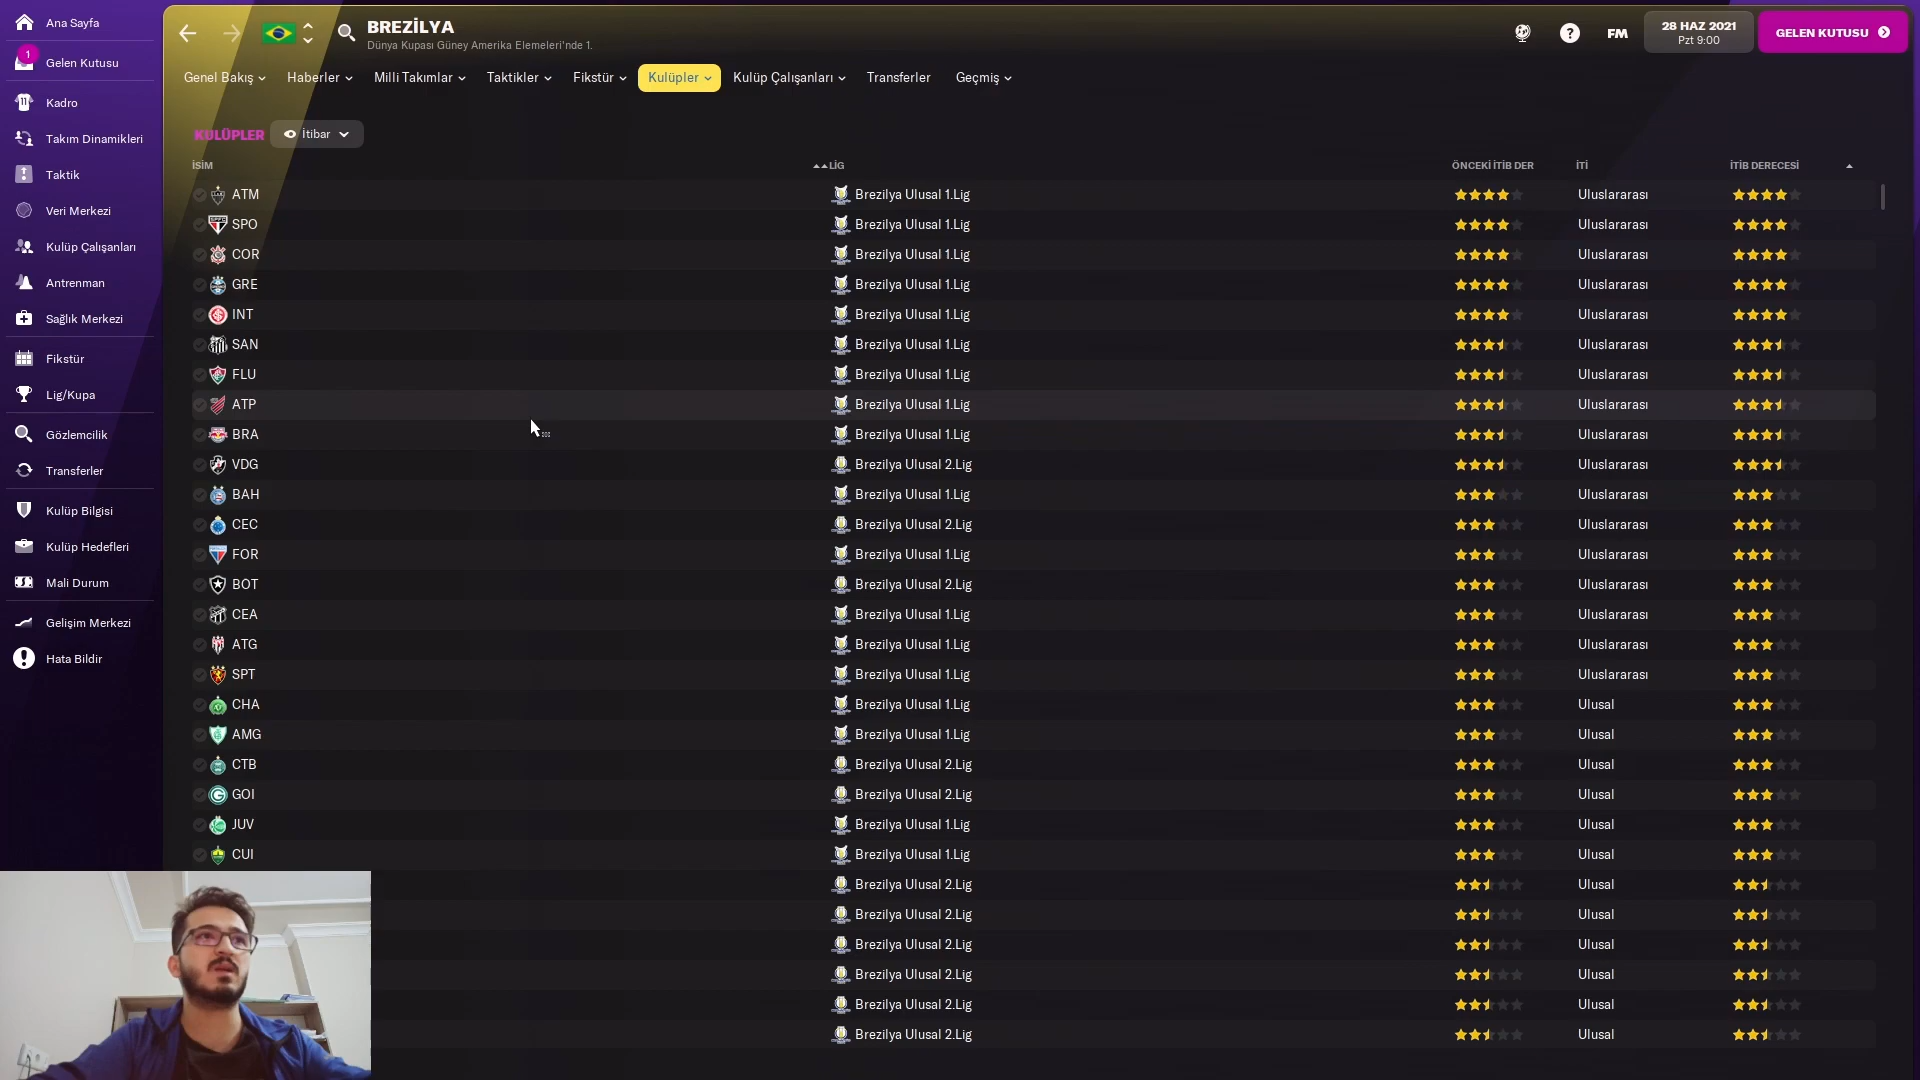 Ana Sayfa
1
Gelen Kutusu
Kadro
Takım Dinamikleri
Taktik
Veri Merkezi
Kulüp Çalışanları
Antrenman
Sağlık Merkezi
Fikstür
Lig/Kupa
Gözlemcilik
Transferler
Kulüp Bilgisi
Kulüp Hedefleri
Mali Durum
Gelişim Merkezi
Hata Bildir
BREZİLYA
Dünya Kupası Güney Amerika Elemeleri'nde 1.
FM
28 HAZ 2021
Pzt 9:00
GELEN KUTUSU
Genel Bakış Haberler Milli Takımlar Taktikler Fikstür Kulüpler Kulüp Çalışanları Transferler Geçmiş
KULÜPLER İtibar
İSİM LİG ÖNCEKİ İTİB DER İTİ İTİB DERECESİ
ATM Brezilya Ulusal 1.Lig Uluslararası
SPO Brezilya Ulusal 1.Lig Uluslararası
COR Brezilya Ulusal 1.Lig Uluslararası
GRE Brezilya Ulusal 1.Lig Uluslararası
INT Brezilya Ulusal 1.Lig Uluslararası
SAN Brezilya Ulusal 1.Lig Uluslararası
FLU Brezilya Ulusal 1.Lig Uluslararası
ATP Brezilya Ulusal 1.Lig Uluslararası
BRA Brezilya Ulusal 1.Lig Uluslararası
VDG Brezilya Ulusal 2.Lig Uluslararası
BAH Brezilya Ulusal 1.Lig Uluslararası
CEC Brezilya Ulusal 2.Lig Uluslararası
FOR Brezilya Ulusal 1.Lig Uluslararası
BOT Brezilya Ulusal 2.Lig Uluslararası
CEA Brezilya Ulusal 1.Lig Uluslararası
ATG Brezilya Ulusal 1.Lig Uluslararası
SPT Brezilya Ulusal 1.Lig Uluslararası
CHA Brezilya Ulusal 1.Lig Ulusal
AMG Brezilya Ulusal 1.Lig Ulusal
CTB Brezilya Ulusal 2.Lig Ulusal
GOI Brezilya Ulusal 2.Lig Ulusal
JUV Brezilya Ulusal 1.Lig Ulusal
CUI Brezilya Ulusal 1.Lig Ulusal
Brezilya Ulusal 2.Lig Ulusal
Brezilya Ulusal 2.Lig Ulusal
Brezilya Ulusal 2.Lig Ulusal
Brezilya Ulusal 2.Lig Ulusal
Brezilya Ulusal 2.Lig Ulusal
Brezilya Ulusal 2.Lig Ulusal